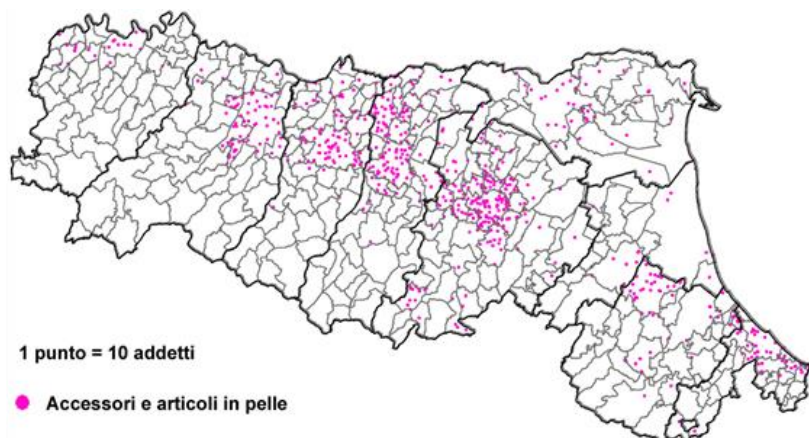 1 punto = 10 addetti
Accessori e articoli in pelle